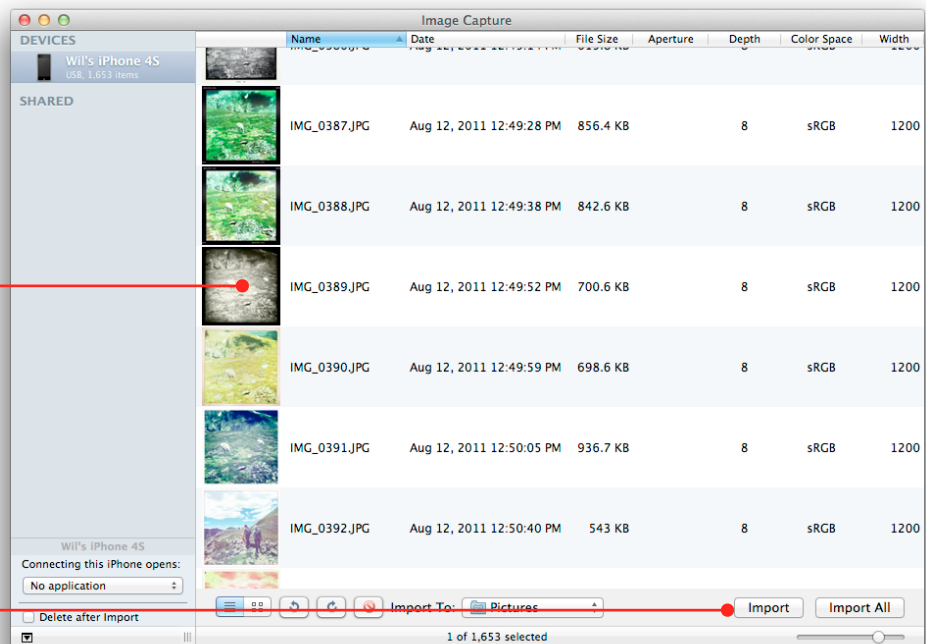 Image Capture
DEVICES
Wil's iPhone 4S
USB, 1,653 items
SHARED
Name Date File Size Aperture Depth Color Space Width
IMG_0387.JPG Aug 12, 2011 12:49:28 PM 856.4 KB 8 sRGB 1200
IMG_0388.JPG Aug 12, 2011 12:49:38 PM 842.6 KB 8 sRGB 1200
IMG_0389.JPG Aug 12, 2011 12:49:52 PM 700.6 KB 8 sRGB 1200
IMG_0390.JPG Aug 12, 2011 12:49:59 PM 698.6 KB 8 sRGB 1200
IMG_0391.JPG Aug 12, 2011 12:50:05 PM 936.7 KB 8 sRGB 1200
IMG_0392.JPG Aug 12, 2011 12:50:40 PM 543 KB 8 sRGB 1200
Wil's iPhone 4S
Connecting this iPhone opens:
No application
Delete after Import
Import To: Pictures
Import Import All
1 of 1,653 selected